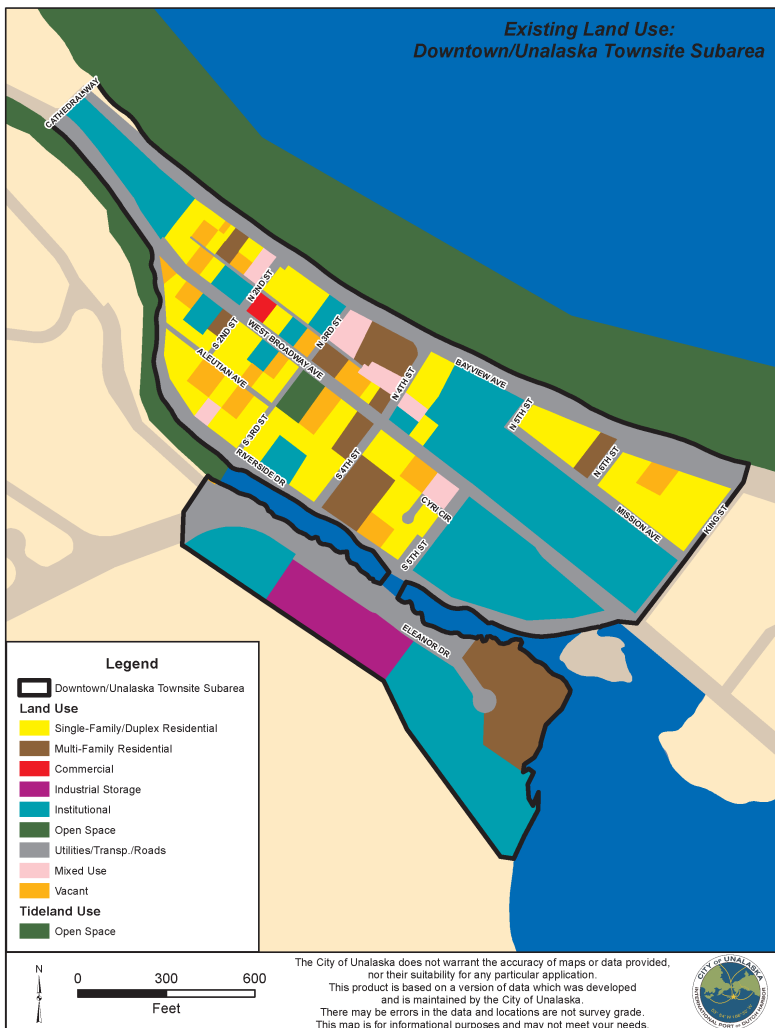 Existing Land Use:
Downtown/Unalaska Townsite Subarea
CATHEDRAL WAY
N 2ND ST
S 2ND ST
WEST BROADWAY AVE
N 3RD ST
ALEUTIAN AVE
BAYVIEW AVE
N 4TH ST
N 5TH ST
S 3RD ST
RIVERSIDE DR
S 4TH ST
N 6TH ST
CYRI CIR
MISSION AVE
KING ST
S 5TH ST
ELEANOR DR
Legend
Downtown/Unalaska Townsite Subarea
Land Use
Single-Family/Duplex Residential
Multi-Family Residential
Commercial
Industrial Storage
Institutional
Open Space
Utilities/Transp./Roads
Mixed Use
Vacant
Tideland Use
Open Space
N
0 300 600
Feet
The City of Unalaska does not warrant the accuracy of maps or data provided,
nor their suitability for any particular application.
This product is based on a version of data which was developed
and is maintained by the City of Unalaska.
There may be errors in the data and locations are not survey grade.
This map is for informational purposes and may not meet your needs.
CITY OF UNALASKA
INTERNATIONAL PORT OF DUTCH HARBOR